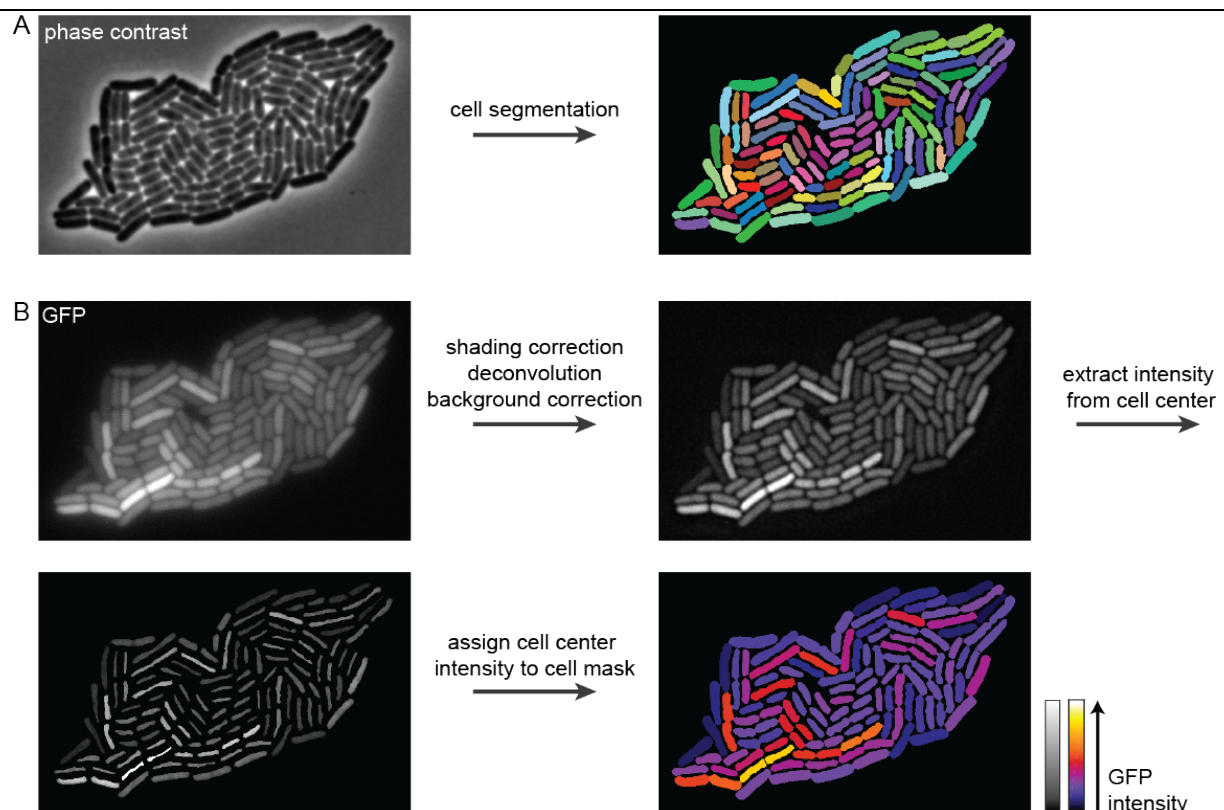 A
phase contrast
cell segmentation
B
GFP
shading correction
deconvolution
background correction
extract intensity
from cell center
assign cell center
intensity to cell mask
GFP
intensity